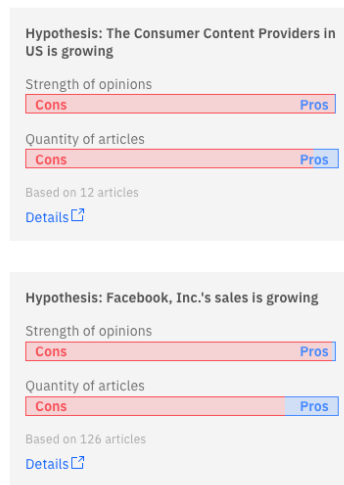 Hypothesis: The Consumer Content Providers in
US is growing
Strength of opinions
Cons Pros
Quantity of articles
Cons Pros
Based on 12 articles
Details
Hypothesis: Facebook, Inc.'s sales is growing
Strength of opinions
Cons Pros
Quantity of articles
Cons Pros
Based on 126 articles
Details